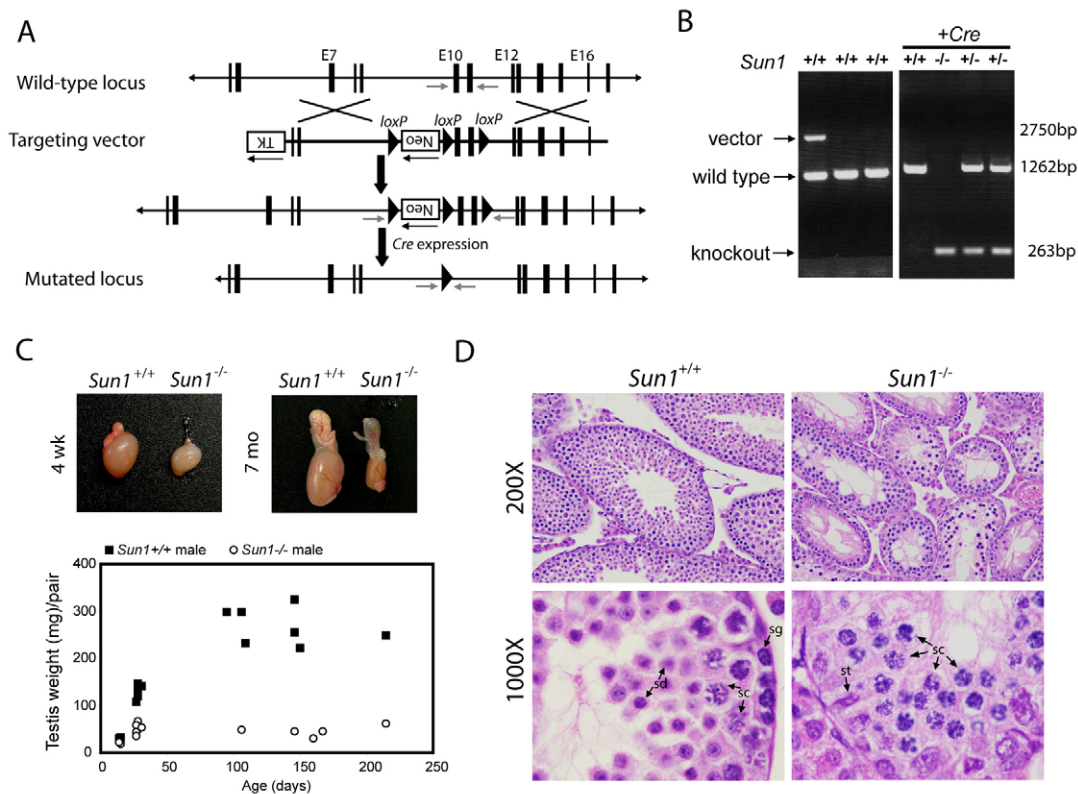 A
E7 E10 E12 E16
Wild-type locus
Targeting vector
loxP loxP loxP
TK Neo
Neo
Cre expression
Mutated locus
B
+Cre
Sun1 +/+ +/+ +/+ +/+ -/- +/- +/-
vector 2750bp
wild type 1262bp
knockout 263bp
C
Sun1+/+ Sun1-/- Sun1+/+ Sun1-/-
4 wk
7 mo
■ Sun1+/+ male ○ Sun1-/- male
Testis weight (mg)/pair
400
300
200
100
0
0 50 100 150 200 250
Age (days)
D
Sun1+/+ Sun1-/-
200X
1000X
sg
sd
sc
sc
st